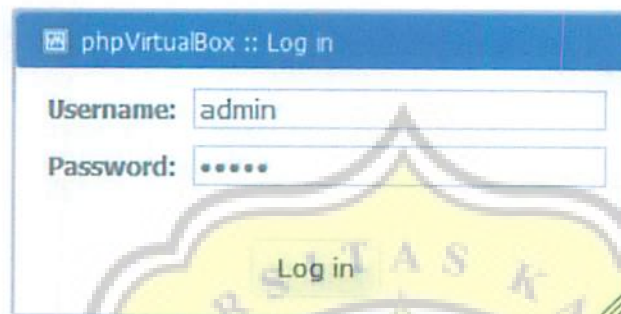 phpVirtualBox :: Log in
Username: admin
Password: •••••
Log in
R S I T A S K A